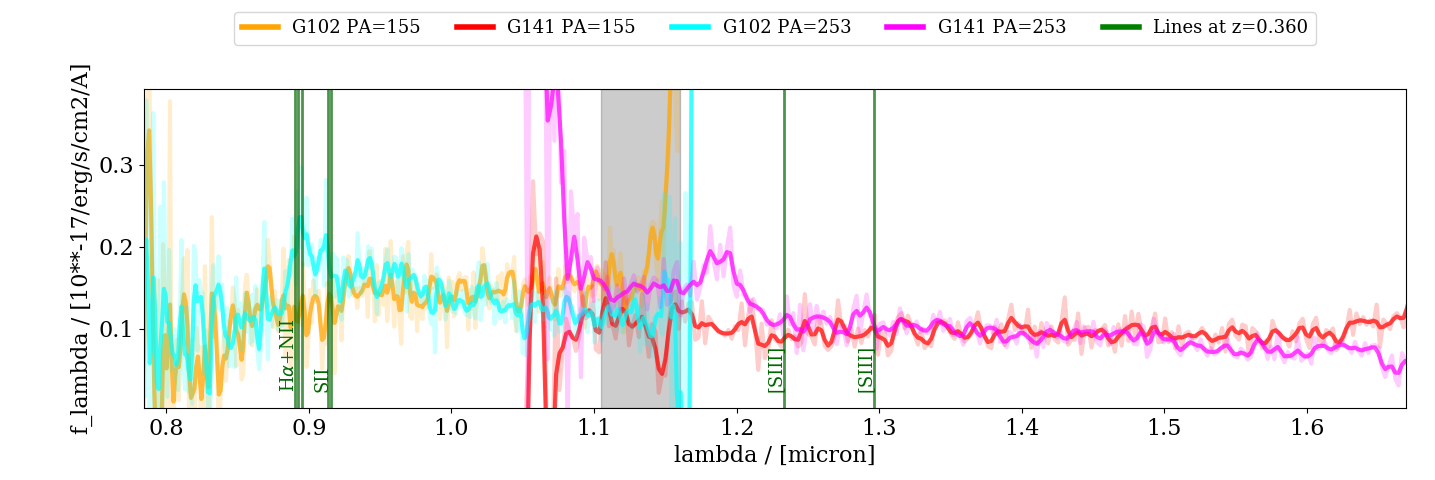 G102 PA=155 G141 PA=155 G102 PA=253 G141 PA=253 Lines at z=0.360
f_lambda / [10**-17/erg/s/cm2/A]
0.3
0.2
0.1
Hα+NII
SII
[SIII]
[SIII]
0.8 0.9 1.0 1.1 1.2 1.3 1.4 1.5 1.6
lambda / [micron]